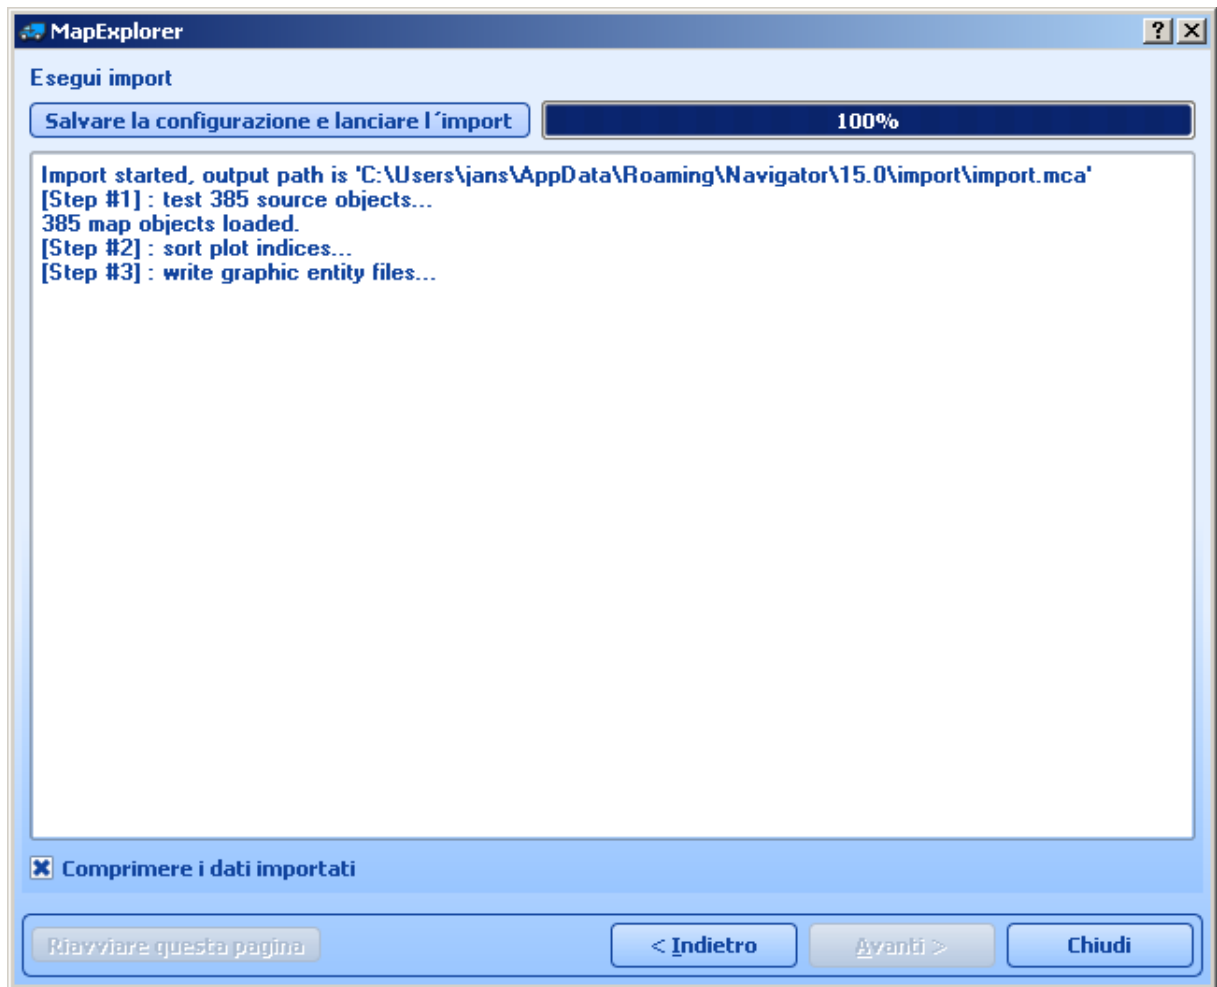 MapExplorer
?
Esegui import
Salvare la configurazione e lanciare l´import
100%
Import started, output path is 'C:\Users\jans\AppData\Roaming\Navigator\15.0\import\import.mca'
[Step #1] : test 385 source objects...
385 map objects loaded.
[Step #2] : sort plot indices...
[Step #3] : write graphic entity files...
Comprimere i dati importati
Riavviare questa pagina
< Indietro
Avanti >
Chiudi